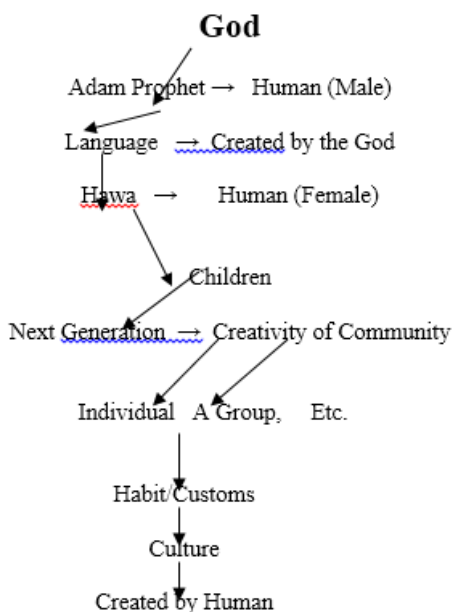 God
Adam Prophet → Human (Male)
Language → Created by the God
Hawa → Human (Female)
Children
Next Generation → Creativity of Community
Individual A Group, Etc.
Habit/Customs
Culture
Created by Human